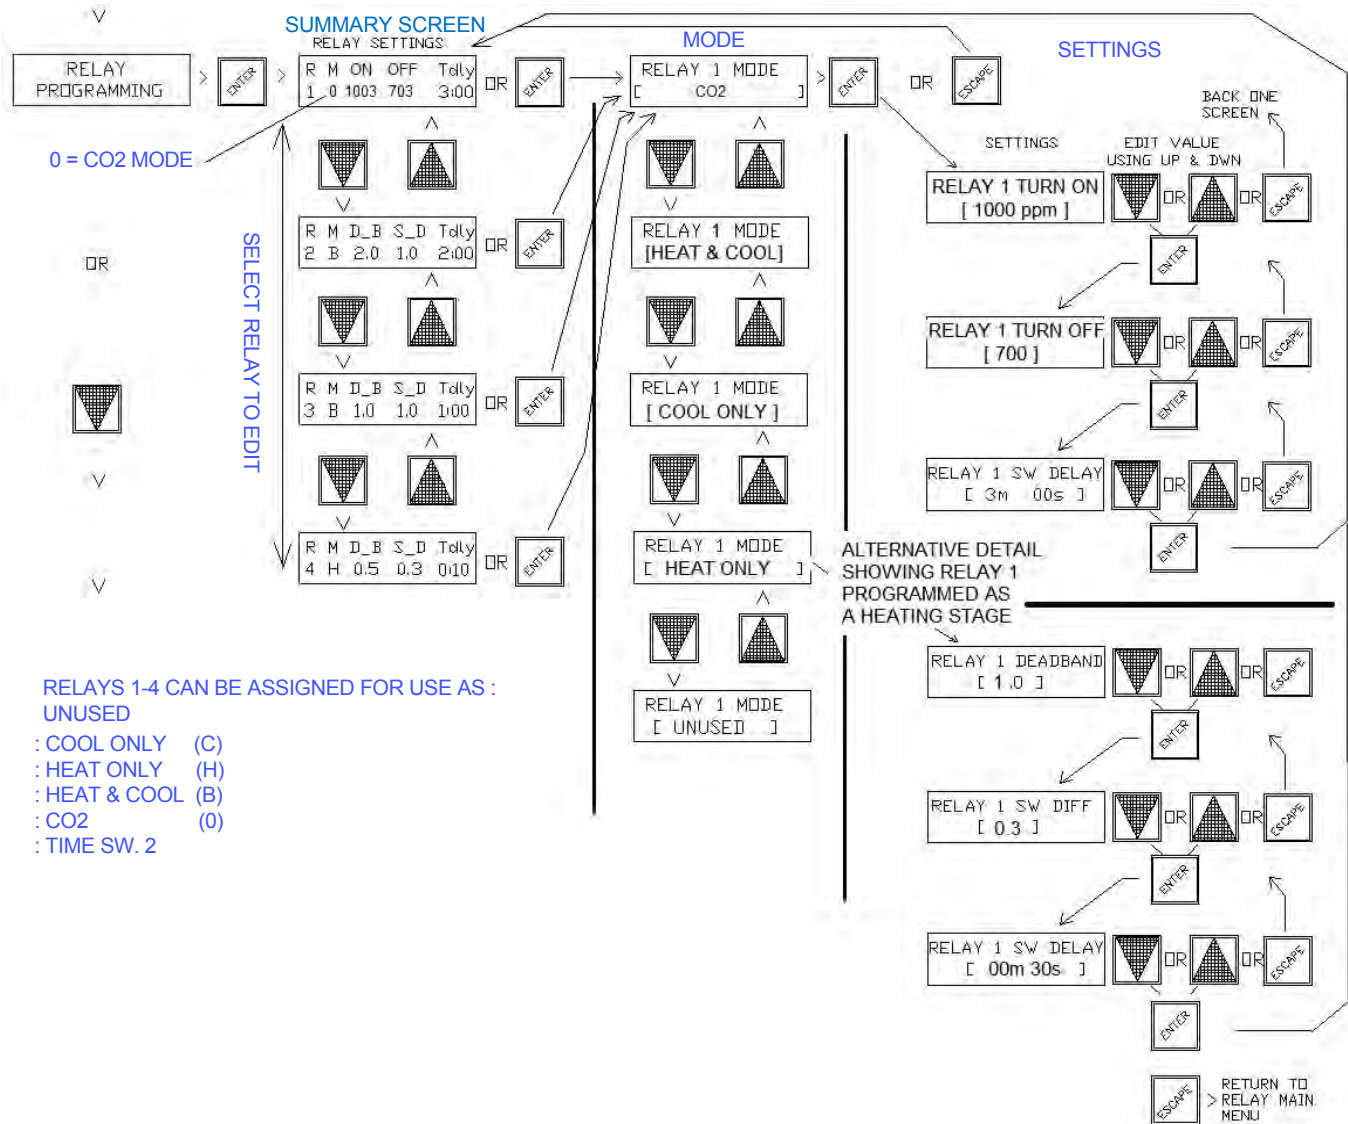 SUMMARY SCREEN
RELAY SETTINGS
MODE
SETTINGS
RELAY
PROGRAMMING
ENTER
R M ON OFF Tdly
1 0 1003 703 3:00
OR
ENTER
RELAY 1 MODE
[ CO2 ]
ENTER
OR
ESCAPE
0 = CO2 MODE
BACK ONE
SCREEN
SETTINGS
EDIT VALUE
USING UP & DWN
RELAY 1 TURN ON
[ 1000 ppm ]
OR
OR
ESCAPE
ENTER
OR
SELECT RELAY TO EDIT
R M D_B S_D Tdly
2 B 2.0 1.0 2:00
OR
ENTER
RELAY 1 MODE
[HEAT & COOL]
RELAY 1 TURN OFF
[ 700 ]
OR
OR
ESCAPE
ENTER
R M D_B S_D Tdly
3 B 1.0 1.0 1:00
OR
ENTER
RELAY 1 MODE
[ COOL ONLY ]
RELAY 1 SW DELAY
[ 3m 00s ]
OR
OR
ESCAPE
ENTER
R M D_B S_D Tdly
4 H 0.5 0.3 0:10
OR
ENTER
RELAY 1 MODE
[ HEAT ONLY ]
ALTERNATIVE DETAIL
SHOWING RELAY 1
PROGRAMMED AS
A HEATING STAGE
RELAY 1 DEADBAND
[ 1.0 ]
OR
OR
ESCAPE
ENTER
RELAY 1 MODE
[ UNUSED ]
RELAYS 1-4 CAN BE ASSIGNED FOR USE AS :
UNUSED
: COOL ONLY (C)
: HEAT ONLY (H)
: HEAT & COOL (B)
: CO2 (0)
: TIME SW. 2
RELAY 1 SW DIFF
[ 0.3 ]
OR
OR
ESCAPE
ENTER
RELAY 1 SW DELAY
[ 00m 30s ]
OR
OR
ESCAPE
ENTER
ESCAPE
RETURN TO
RELAY MAIN
MENU